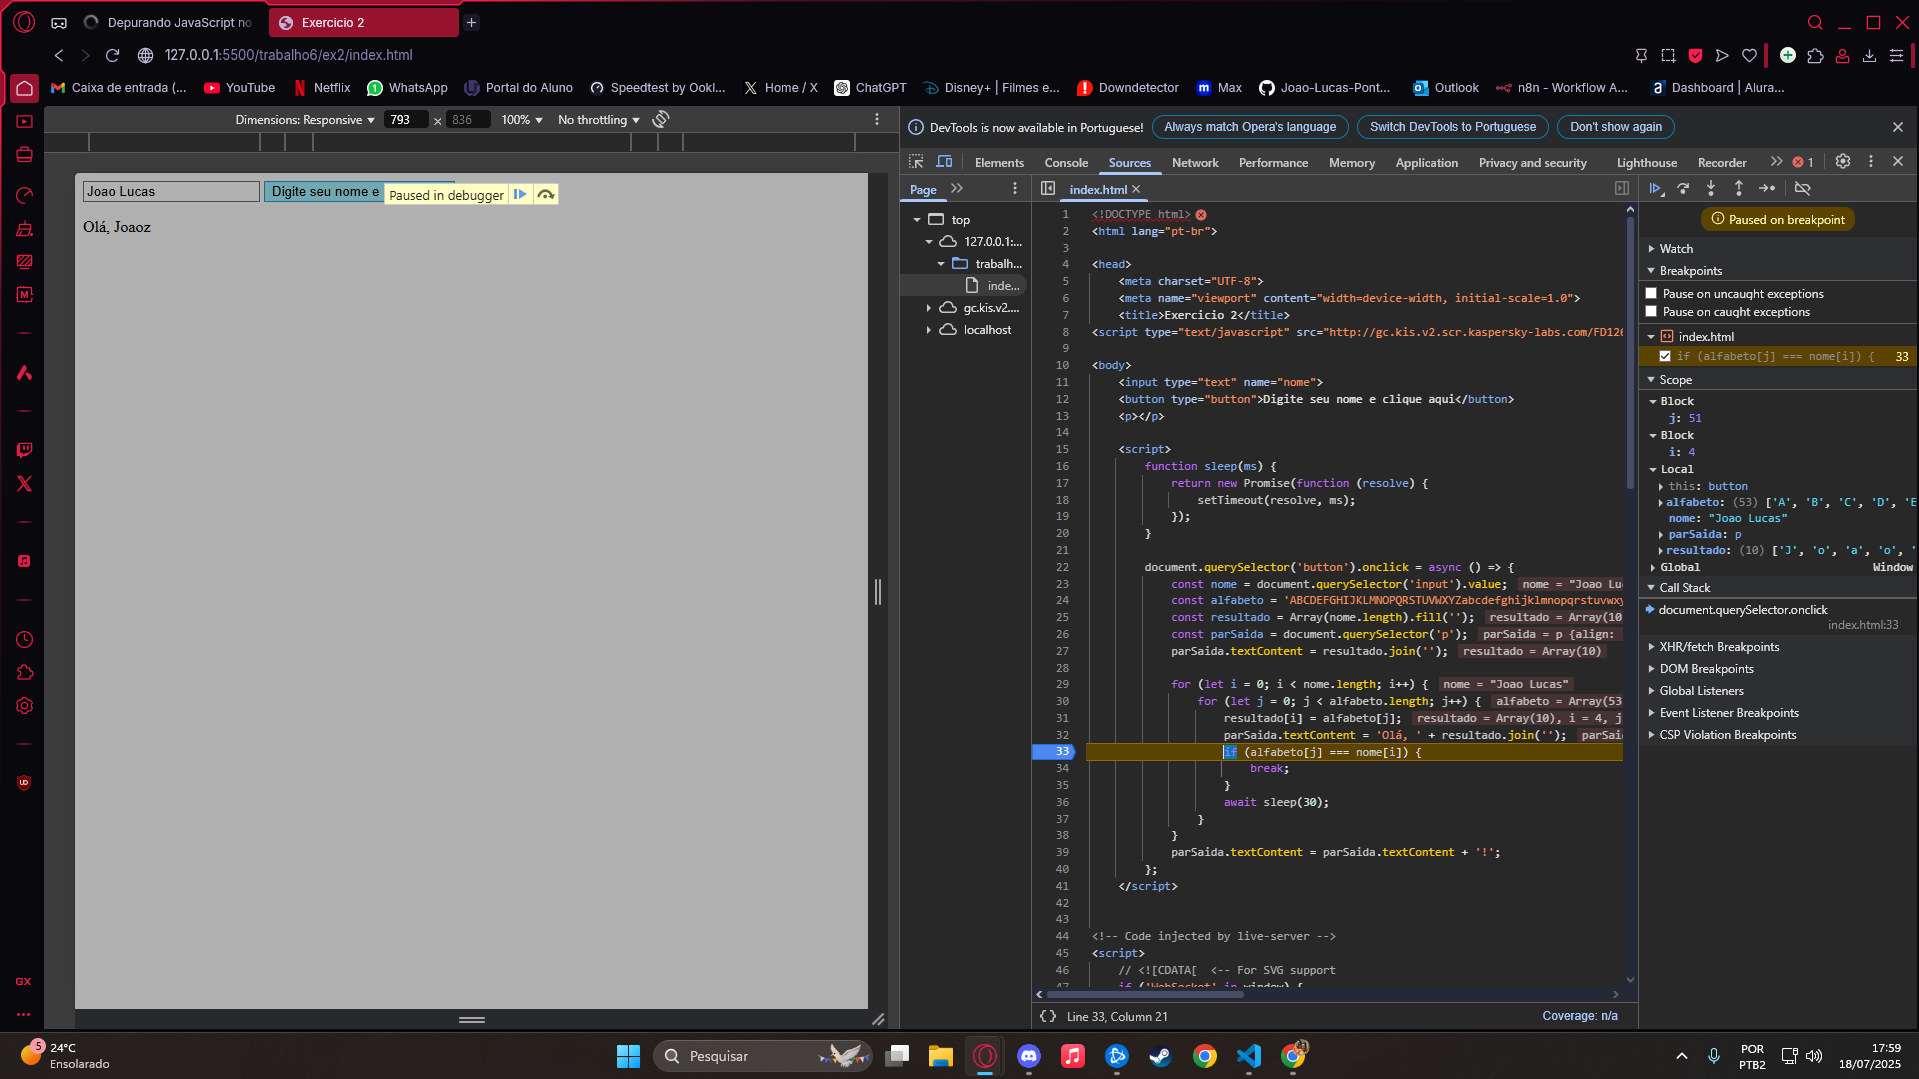 Depurando JavaScript no
Exercicio 2
127.0.0.1:5500/trabalho6/ex2/index.html
Caixa de entrada (...
YouTube
Netflix
WhatsApp
Portal do Aluno
Speedtest by Ookl...
Home / X
ChatGPT
Disney+ | Filmes e...
Downdetector
Max
Joao-Lucas-Pont...
Outlook
n8n - Workflow A...
Dashboard | Alura...
Dimensions: Responsive
793
x
836
100%
No throttling
Joao Lucas
Digite seu nome e
Paused in debugger
Olá, Joaoz
DevTools is now available in Portuguese!
Always match Opera's language
Switch DevTools to Portuguese
Don't show again
Elements
Console
Sources
Network
Performance
Memory
Application
Privacy and security
Lighthouse
Recorder
1
Page
index.html
top
127.0.0.1:...
trabalh...
inde...
gc.kis.v2....
localhost
1 <!DOCTYPE html>
2 <html lang="pt-br">
3
4 <head>
5 <meta charset="UTF-8">
6 <meta name="viewport" content="width=device-width, initial-scale=1.0">
7 <title>Exercicio 2</title>
8 <script type="text/javascript" src="http://gc.kis.v2.scr.kaspersky-labs.com/FD126
9
10 <body>
11 <input type="text" name="nome">
12 <button type="button">Digite seu nome e clique aqui</button>
13 <p></p>
14
15 <script>
16 function sleep(ms) {
17 return new Promise(function (resolve) {
18 setTimeout(resolve, ms);
19 });
20 }
21
22 document.querySelector('button').onclick = async () => {
23 const nome = document.querySelector('input').value; nome = "Joao Lu
24 const alfabeto = 'ABCDEFGHIJKLMNOPQRSTUVWXYZabcdefghijklmnopqrstuvwxy
25 const resultado = Array(nome.length).fill(''); resultado = Array(10
26 const parSaida = document.querySelector('p'); parSaida = p {align:
27 parSaida.textContent = resultado.join(''); resultado = Array(10)
28
29 for (let i = 0; i < nome.length; i++) { nome = "Joao Lucas"
30 for (let j = 0; j < alfabeto.length; j++) { alfabeto = Array(53
31 resultado[i] = alfabeto[j]; resultado = Array(10), i = 4, j
32 parSaida.textContent = 'Olá, ' + resultado.join(''); parSaid
33 if (alfabeto[j] === nome[i]) {
34 break;
35 }
36 await sleep(30);
37 }
38 }
39 parSaida.textContent = parSaida.textContent + '!';
40 };
41 </script>
42
43
44 <!-- Code injected by live-server -->
45 <script>
46 // <![CDATA[ <-- For SVG support
47 if ('WebSocket' in window) {
{} Line 33, Column 21
Coverage: n/a
Paused on breakpoint
Watch
Breakpoints
Pause on uncaught exceptions
Pause on caught exceptions
index.html
if (alfabeto[j] === nome[i]) { 33
Scope
Block
j: 51
Block
i: 4
Local
this: button
alfabeto: (53) ['A', 'B', 'C', 'D', 'E
nome: "Joao Lucas"
parSaida: p
resultado: (10) ['J', 'o', 'a', 'o', '
Global Window
Call Stack
document.querySelector.onclick
index.html:33
XHR/fetch Breakpoints
DOM Breakpoints
Global Listeners
Event Listener Breakpoints
CSP Violation Breakpoints
GX
5
24°C
Ensolarado
Pesquisar
POR
PTB2
17:59
18/07/2025